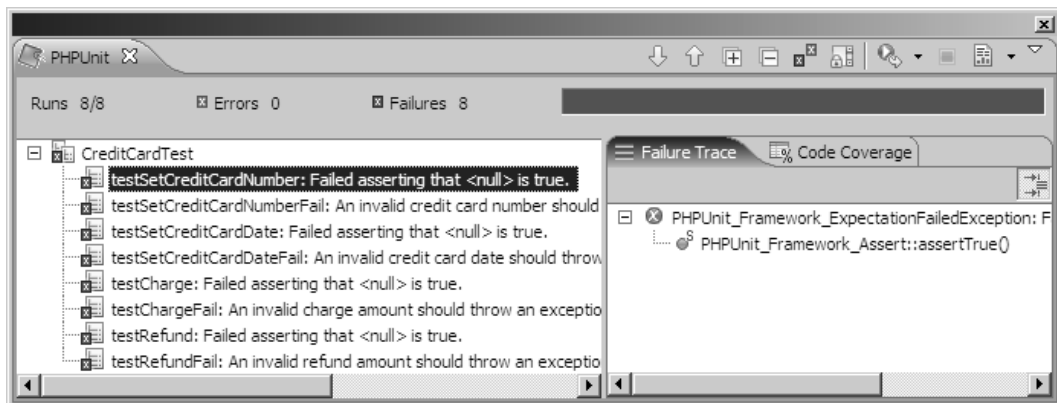 PHPUnit
Runs 8/8 Errors 0 Failures 8
CreditCardTest
testSetCreditCardNumber: Failed asserting that <null> is true.
testSetCreditCardNumberFail: An invalid credit card number should
testSetCreditCardDate: Failed asserting that <null> is true.
testSetCreditCardDateFail: An invalid credit card date should throw
testCharge: Failed asserting that <null> is true.
testChargeFail: An invalid charge amount should throw an exceptio
testRefund: Failed asserting that <null> is true.
testRefundFail: An invalid refund amount should throw an exceptio
Failure Trace Code Coverage
PHPUnit_Framework_ExpectationFailedException: F
PHPUnit_Framework_Assert::assertTrue()